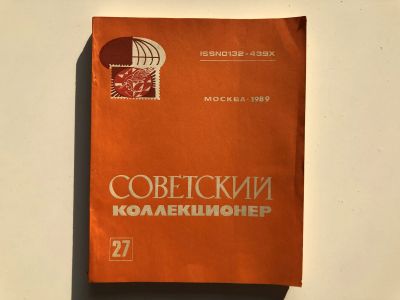 ISSN0132-439X
МОСКВА·1989
СОВЕТСКИЙ
КОЛЛЕКЦИОНЕР
27